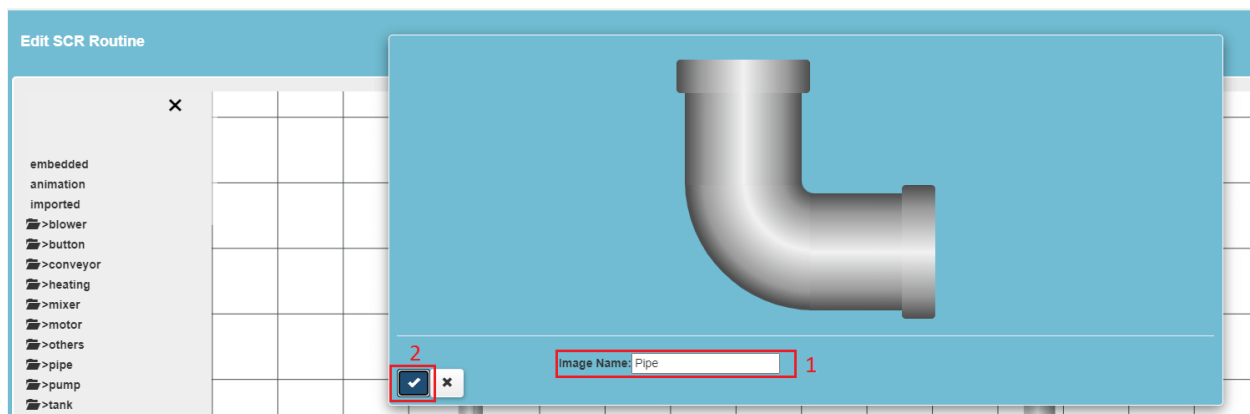 Edit SCR Routine
embedded
animation
imported
>blower
>button
>conveyor
>heating
>mixer
>motor
>others
>pipe
>pump
>tank
Image Name: Pipe
1
2